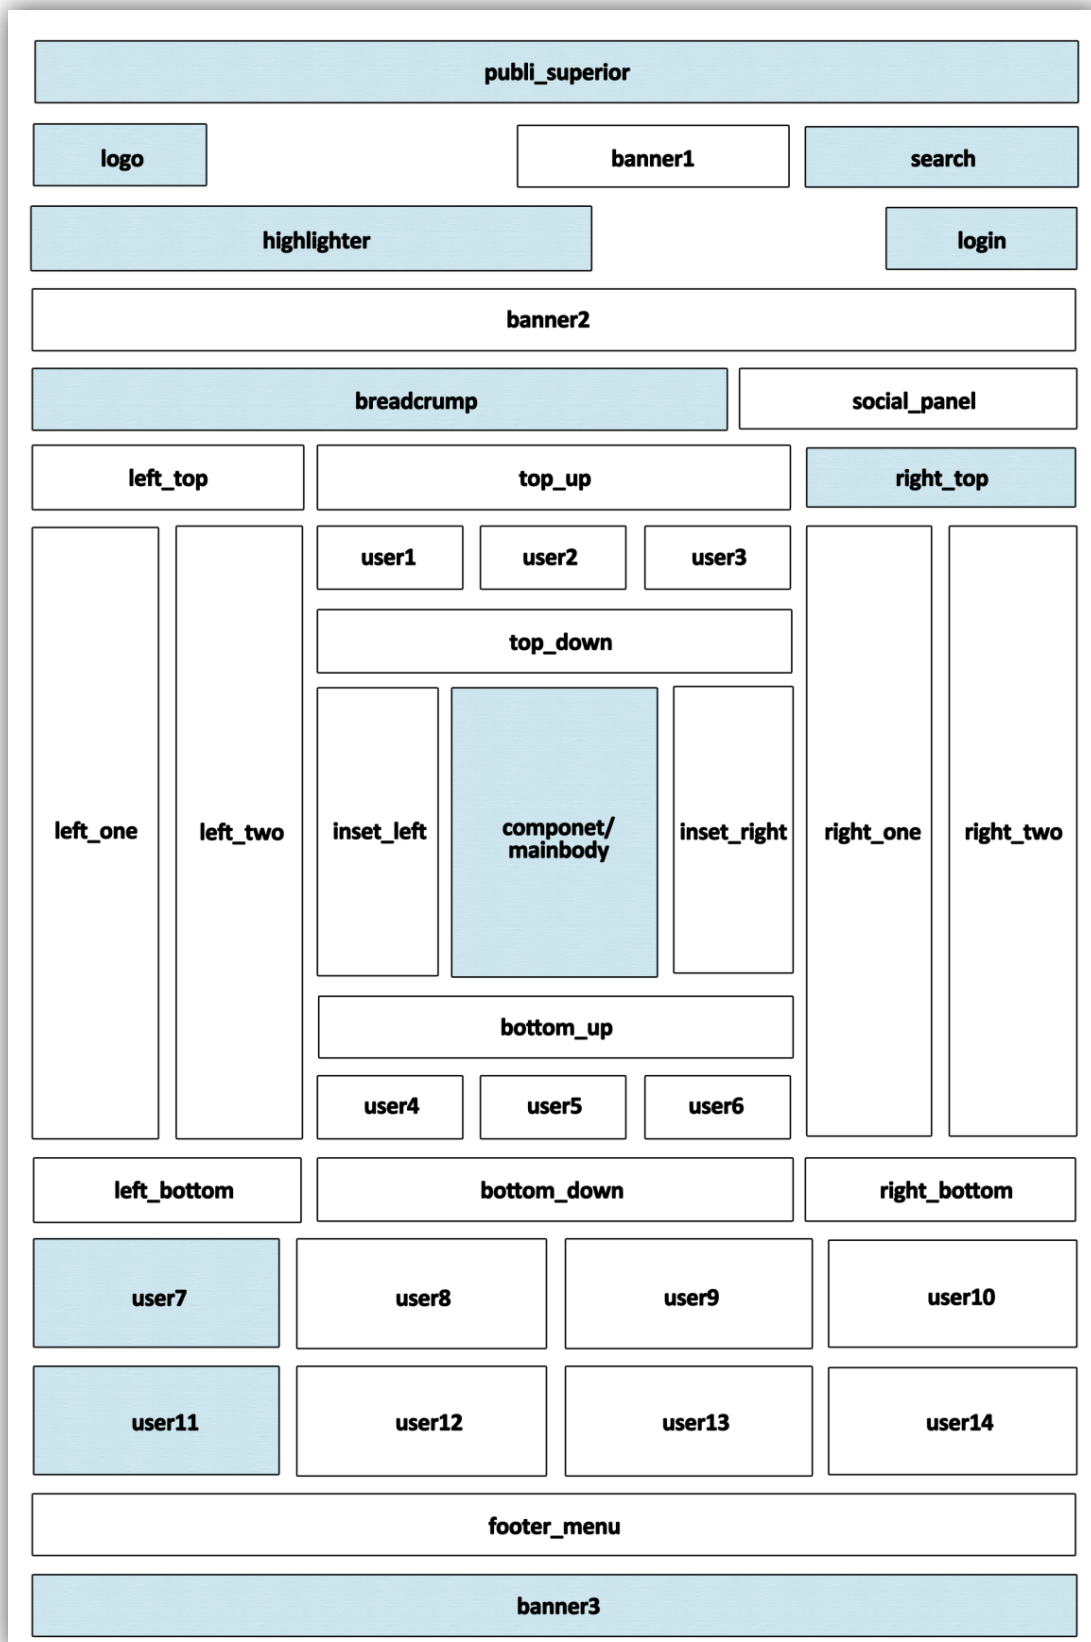 publi_superior
logo
banner1
search
highlighter
login
banner2
breadcrump
social_panel
left_top
top_up
right_top
user1
user2
user3
top_down
left_one
left_two
inset_left
componet/
mainbody
inset_right
right_one
right_two
bottom_up
user4
user5
user6
left_bottom
bottom_down
right_bottom
user7
user8
user9
user10
user11
user12
user13
user14
footer_menu
banner3